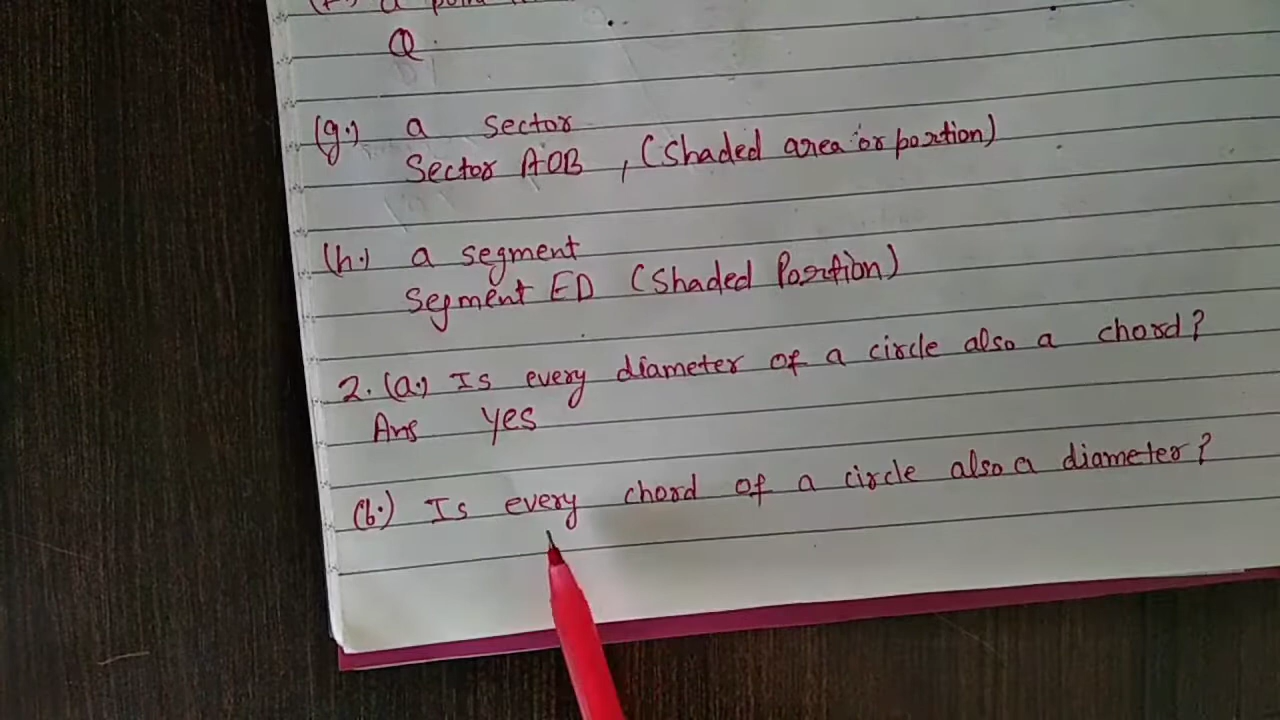 a point
Q.
(g.) a sector
Sector AOB, (Shaded area or portion)
(h.) a segment
Segment ED (Shaded Portion)
2. (a.) Is every diameter of a circle also a chord?
Ans yes
(b.) Is every chord of a circle also a diameter?